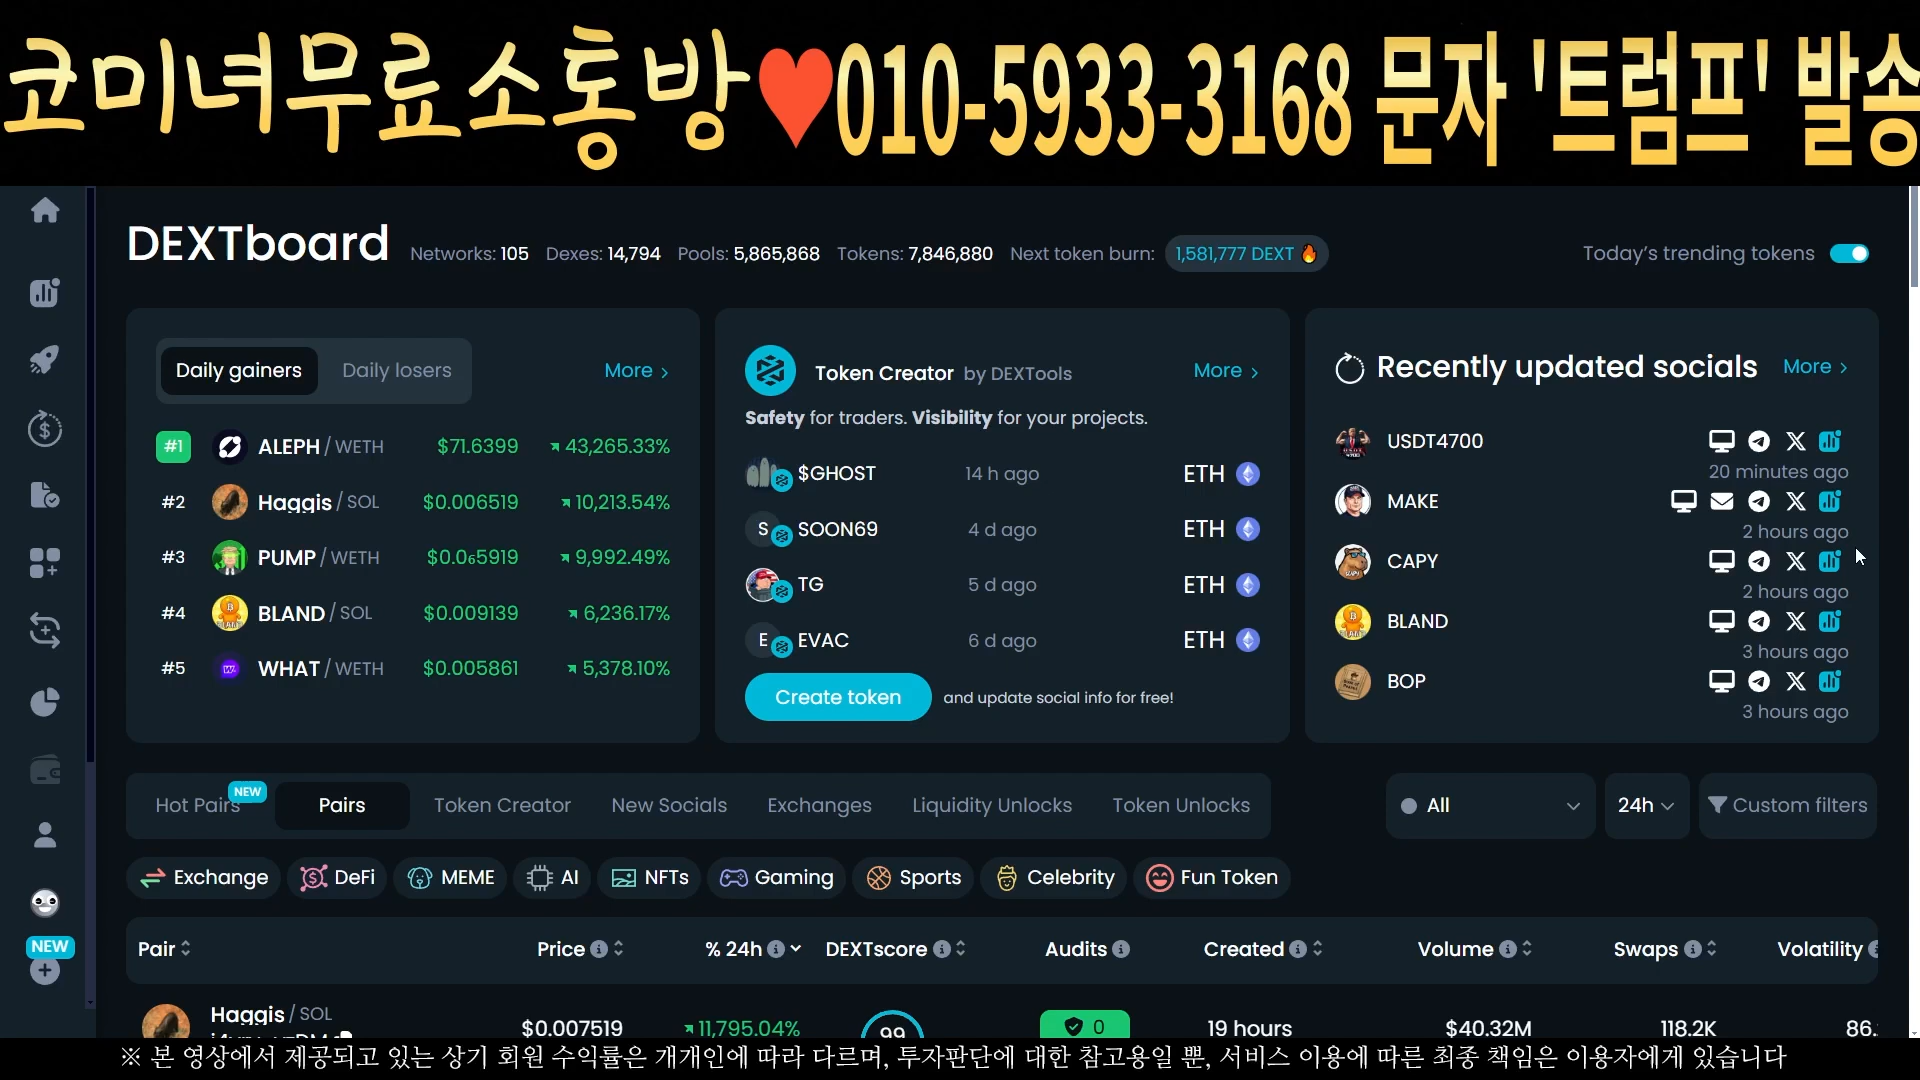 코미녀무료소통방♥010-5933-3168 문자 '트럼프' 발송
DEXTboard Networks: 105 Dexes: 14,794 Pools: 5,865,868 Tokens: 7,846,880 Next token burn: 1,581,777 DEXT Today's trending tokens
Daily gainers Daily losers More >
#1 ALEPH / WETH $71.6399 43,265.33%
#2 Haggis / SOL $0.006519 10,213.54%
#3 PUMP / WETH $0.0₆5919 9,992.49%
#4 BLAND / SOL $0.009139 6,236.17%
#5 WHAT / WETH $0.005861 5,378.10%
Token Creator by DEXTools More >
Safety for traders. Visibility for your projects.
$GHOST 14 h ago ETH
S SOON69 4 d ago ETH
TG 5 d ago ETH
E EVAC 6 d ago ETH
Create token and update social info for free!
Recently updated socials More >
USDT4700
20 minutes ago
MAKE
2 hours ago
CAPY
2 hours ago
BLAND
3 hours ago
BOP
3 hours ago
Hot Pairs NEW Pairs Token Creator New Socials Exchanges Liquidity Unlocks Token Unlocks All 24h Custom filters
Exchange DeFi MEME AI NFTs Gaming Sports Celebrity Fun Token
NEW
Pair Price % 24h DEXTscore Audits Created Volume Swaps Volatility
Haggis / SOL $0.007519 11,795.04% 99 0 19 hours $40.32M 118.2K 86.
※ 본 영상에서 제공되고 있는 상기 회원 수익률은 개개인에 따라 다르며, 투자판단에 대한 참고용일 뿐, 서비스 이용에 따른 최종 책임은 이용자에게 있습니다